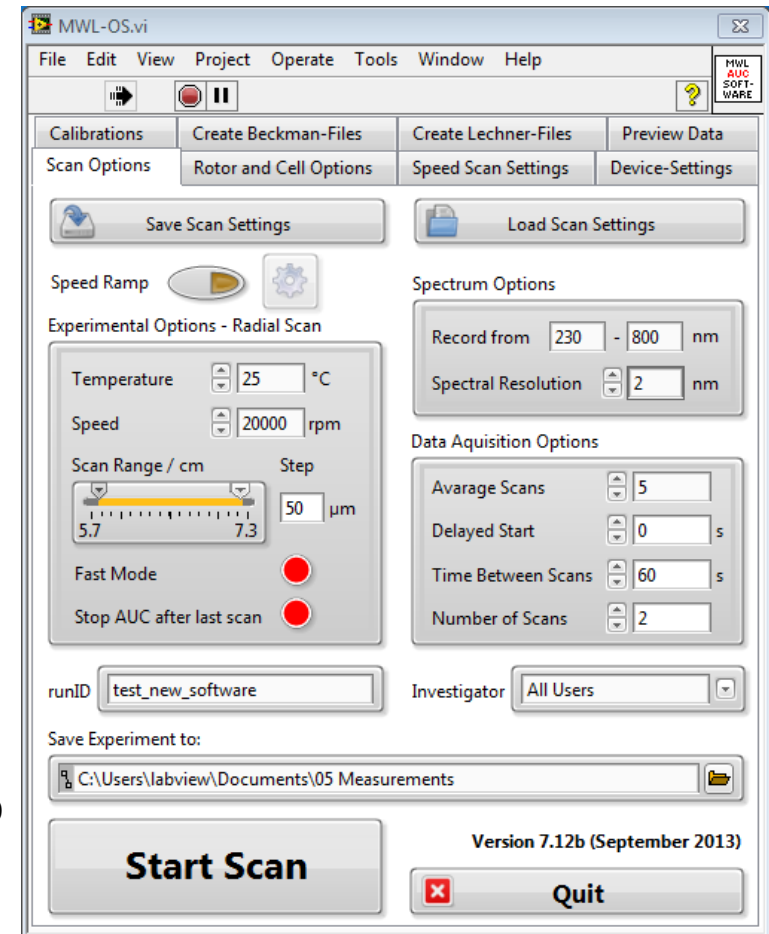 MWL-OS.vi
File Edit View Project Operate Tools Window Help
MWL
AUC
SOFT-
WARE
?
Calibrations Create Beckman-Files Create Lechner-Files Preview Data
Scan Options Rotor and Cell Options Speed Scan Settings Device-Settings
Save Scan Settings Load Scan Settings
Speed Ramp
Experimental Options - Radial Scan
Temperature 25 °C
Speed 20000 rpm
Scan Range / cm Step
5.7 7.3 50 µm
Fast Mode
Stop AUC after last scan
Spectrum Options
Record from 230 - 800 nm
Spectral Resolution 2 nm
Data Aquisition Options
Avarage Scans 5
Delayed Start 0 s
Time Between Scans 60 s
Number of Scans 2
runID test_new_software Investigator All Users
Save Experiment to:
C:\Users\labview\Documents\05 Measurements
)
Start Scan
Version 7.12b (September 2013)
Quit